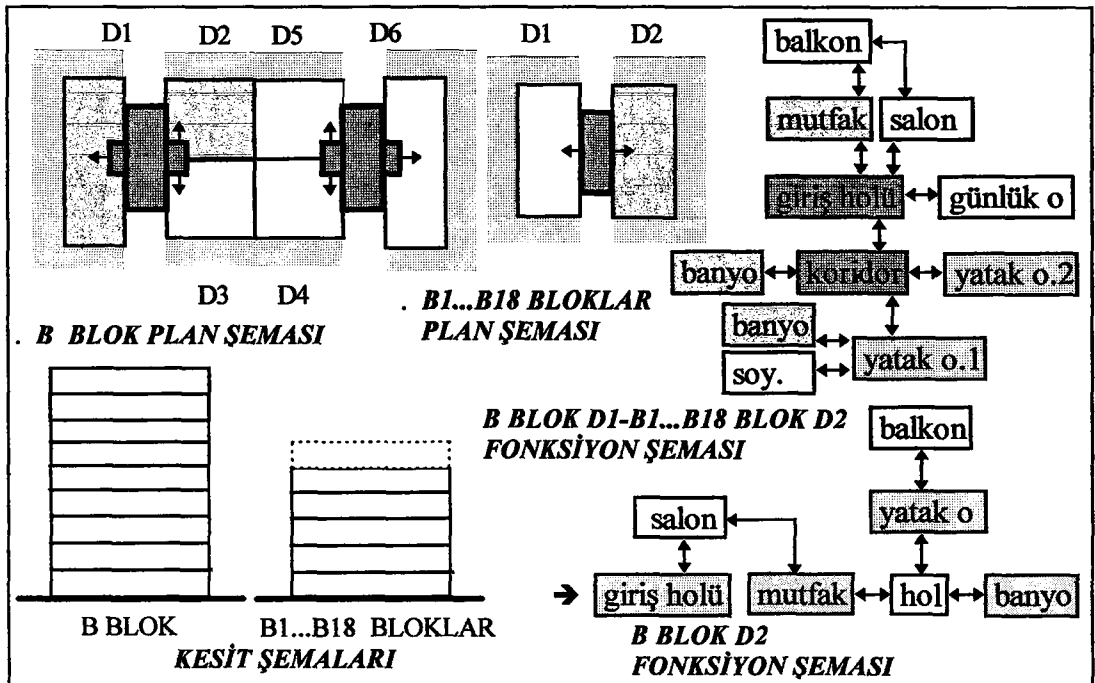 D1 D2 D5 D6
D3 D4
. B BLOK PLAN ŞEMASI
D1 D2
. B1...B18 BLOKLAR
PLAN ŞEMASI
balkon
mutfak salon
giriş holü günlük o
banyo koridor yatak o.2
banyo
yatak o.1
soy.
B BLOK D1-B1...B18 BLOK D2
FONKSİYON ŞEMASI
B BLOK
B1...B18 BLOKLAR
KESİT ŞEMALARI
balkon
yatak o
salon
giriş holü mutfak hol banyo
B BLOK D2
FONKSİYON ŞEMASI